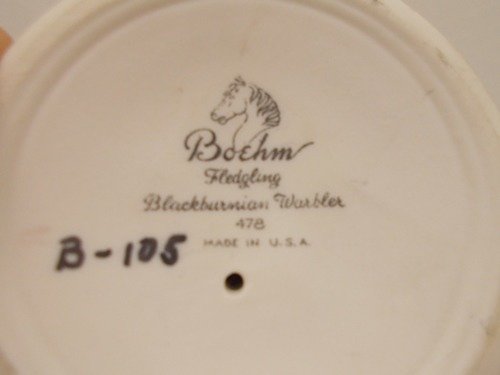 Boehm
Fledgling
Blackburnian Warbler
478
MADE IN U.S.A.
B-105